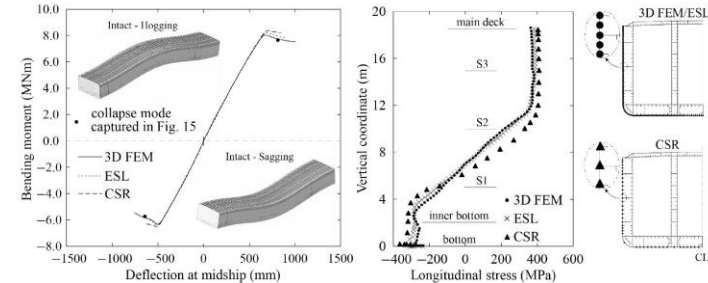 Intact - Hogging
collapse mode
captured in Fig. 15
3D FEM
ESL
CSR
Intact - Sagging
Bending moment (MNm)
10.0
8.0
6.0
4.0
2.0
0.0
−2.0
−4.0
−6.0
−8.0
−1500 −1000 −500 0 500 1000 1500
Deflection at midship (mm)
Vertical coordinate (m)
20
16
12
8
4
0
main deck
S3
S2
S1
inner bottom
bottom
3D FEM
ESL
CSR
−400 −200 0 200 400 600
Longitudinal stress (MPa)
3D FEM/ESL
CSR